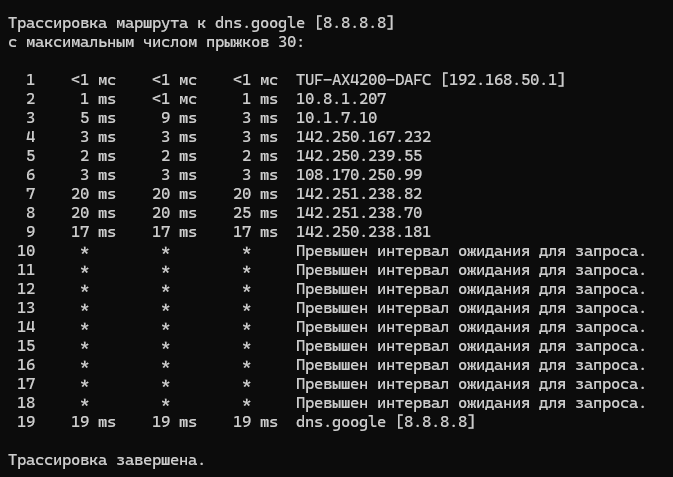 Трассировка маршрута к dns.google [8.8.8.8]
с максимальным числом прыжков 30:
1 <1 мс <1 мс <1 мс TUF-AX4200-DAFC [192.168.50.1]
2 1 ms <1 мс 1 ms 10.8.1.207
3 5 ms 9 ms 3 ms 10.1.7.10
4 3 ms 3 ms 3 ms 142.250.167.232
5 2 ms 2 ms 2 ms 142.250.239.55
6 3 ms 3 ms 3 ms 108.170.250.99
7 20 ms 20 ms 20 ms 142.251.238.82
8 20 ms 20 ms 25 ms 142.251.238.70
9 17 ms 17 ms 17 ms 142.250.238.181
10 * * * Превышен интервал ожидания для запроса.
11 * * * Превышен интервал ожидания для запроса.
12 * * * Превышен интервал ожидания для запроса.
13 * * * Превышен интервал ожидания для запроса.
14 * * * Превышен интервал ожидания для запроса.
15 * * * Превышен интервал ожидания для запроса.
16 * * * Превышен интервал ожидания для запроса.
17 * * * Превышен интервал ожидания для запроса.
18 * * * Превышен интервал ожидания для запроса.
19 19 ms 19 ms 19 ms dns.google [8.8.8.8]
Трассировка завершена.